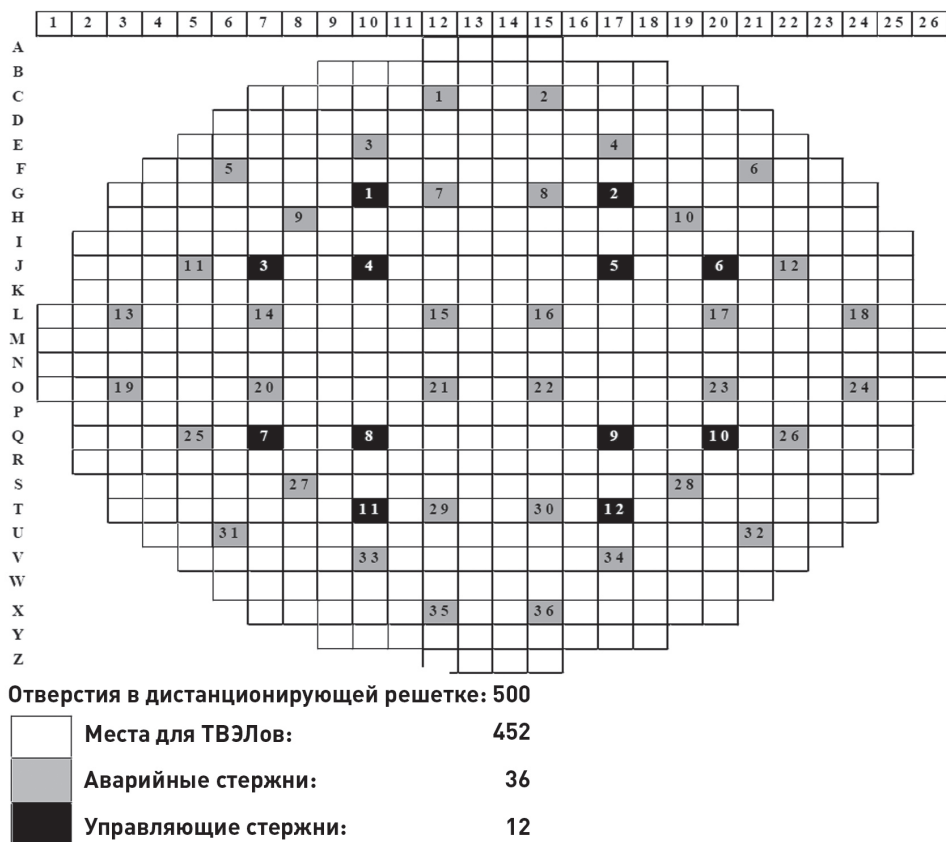 1 2 3 4 5 6 7 8 9 10 11 12 13 14 15 16 17 18 19 20 21 22 23 24 25 26
A
B
C 1 2
D
E 3 4
F 5 6
G 1 7 8 2
H 9 10
I
J 11 3 4 5 6 12
K
L 13 14 15 16 17 18
M
N
O 19 20 21 22 23 24
P
Q 25 7 8 9 10 26
R
S 27 28
T 11 29 30 12
U 31 32
V 33 34
W
X 35 36
Y
Z
Отверстия в дистанционирующей решетке: 500
Места для ТВЭЛов: 452
Аварийные стержни: 36
Управляющие стержни: 12